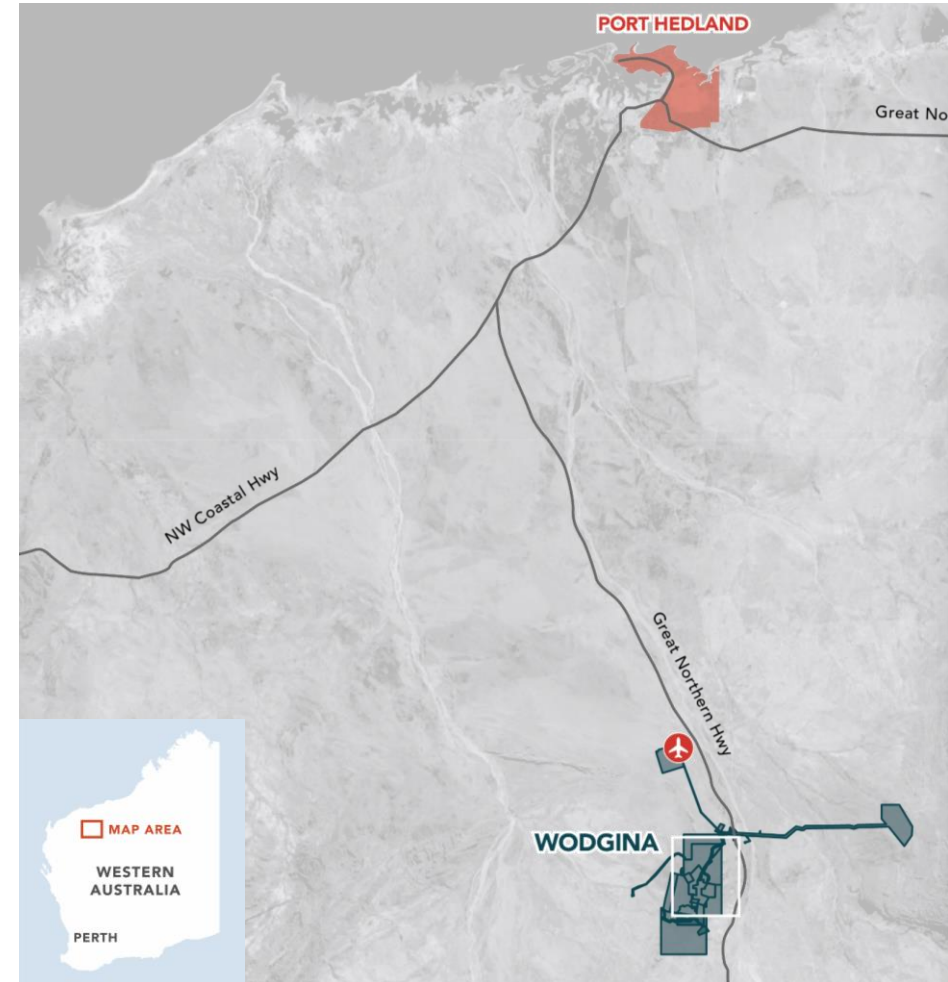 PORT HEDLAND
Great No
NW Coastal Hwy
Great Northern Hwy
WODGINA
MAP AREA
WESTERN
AUSTRALIA
PERTH